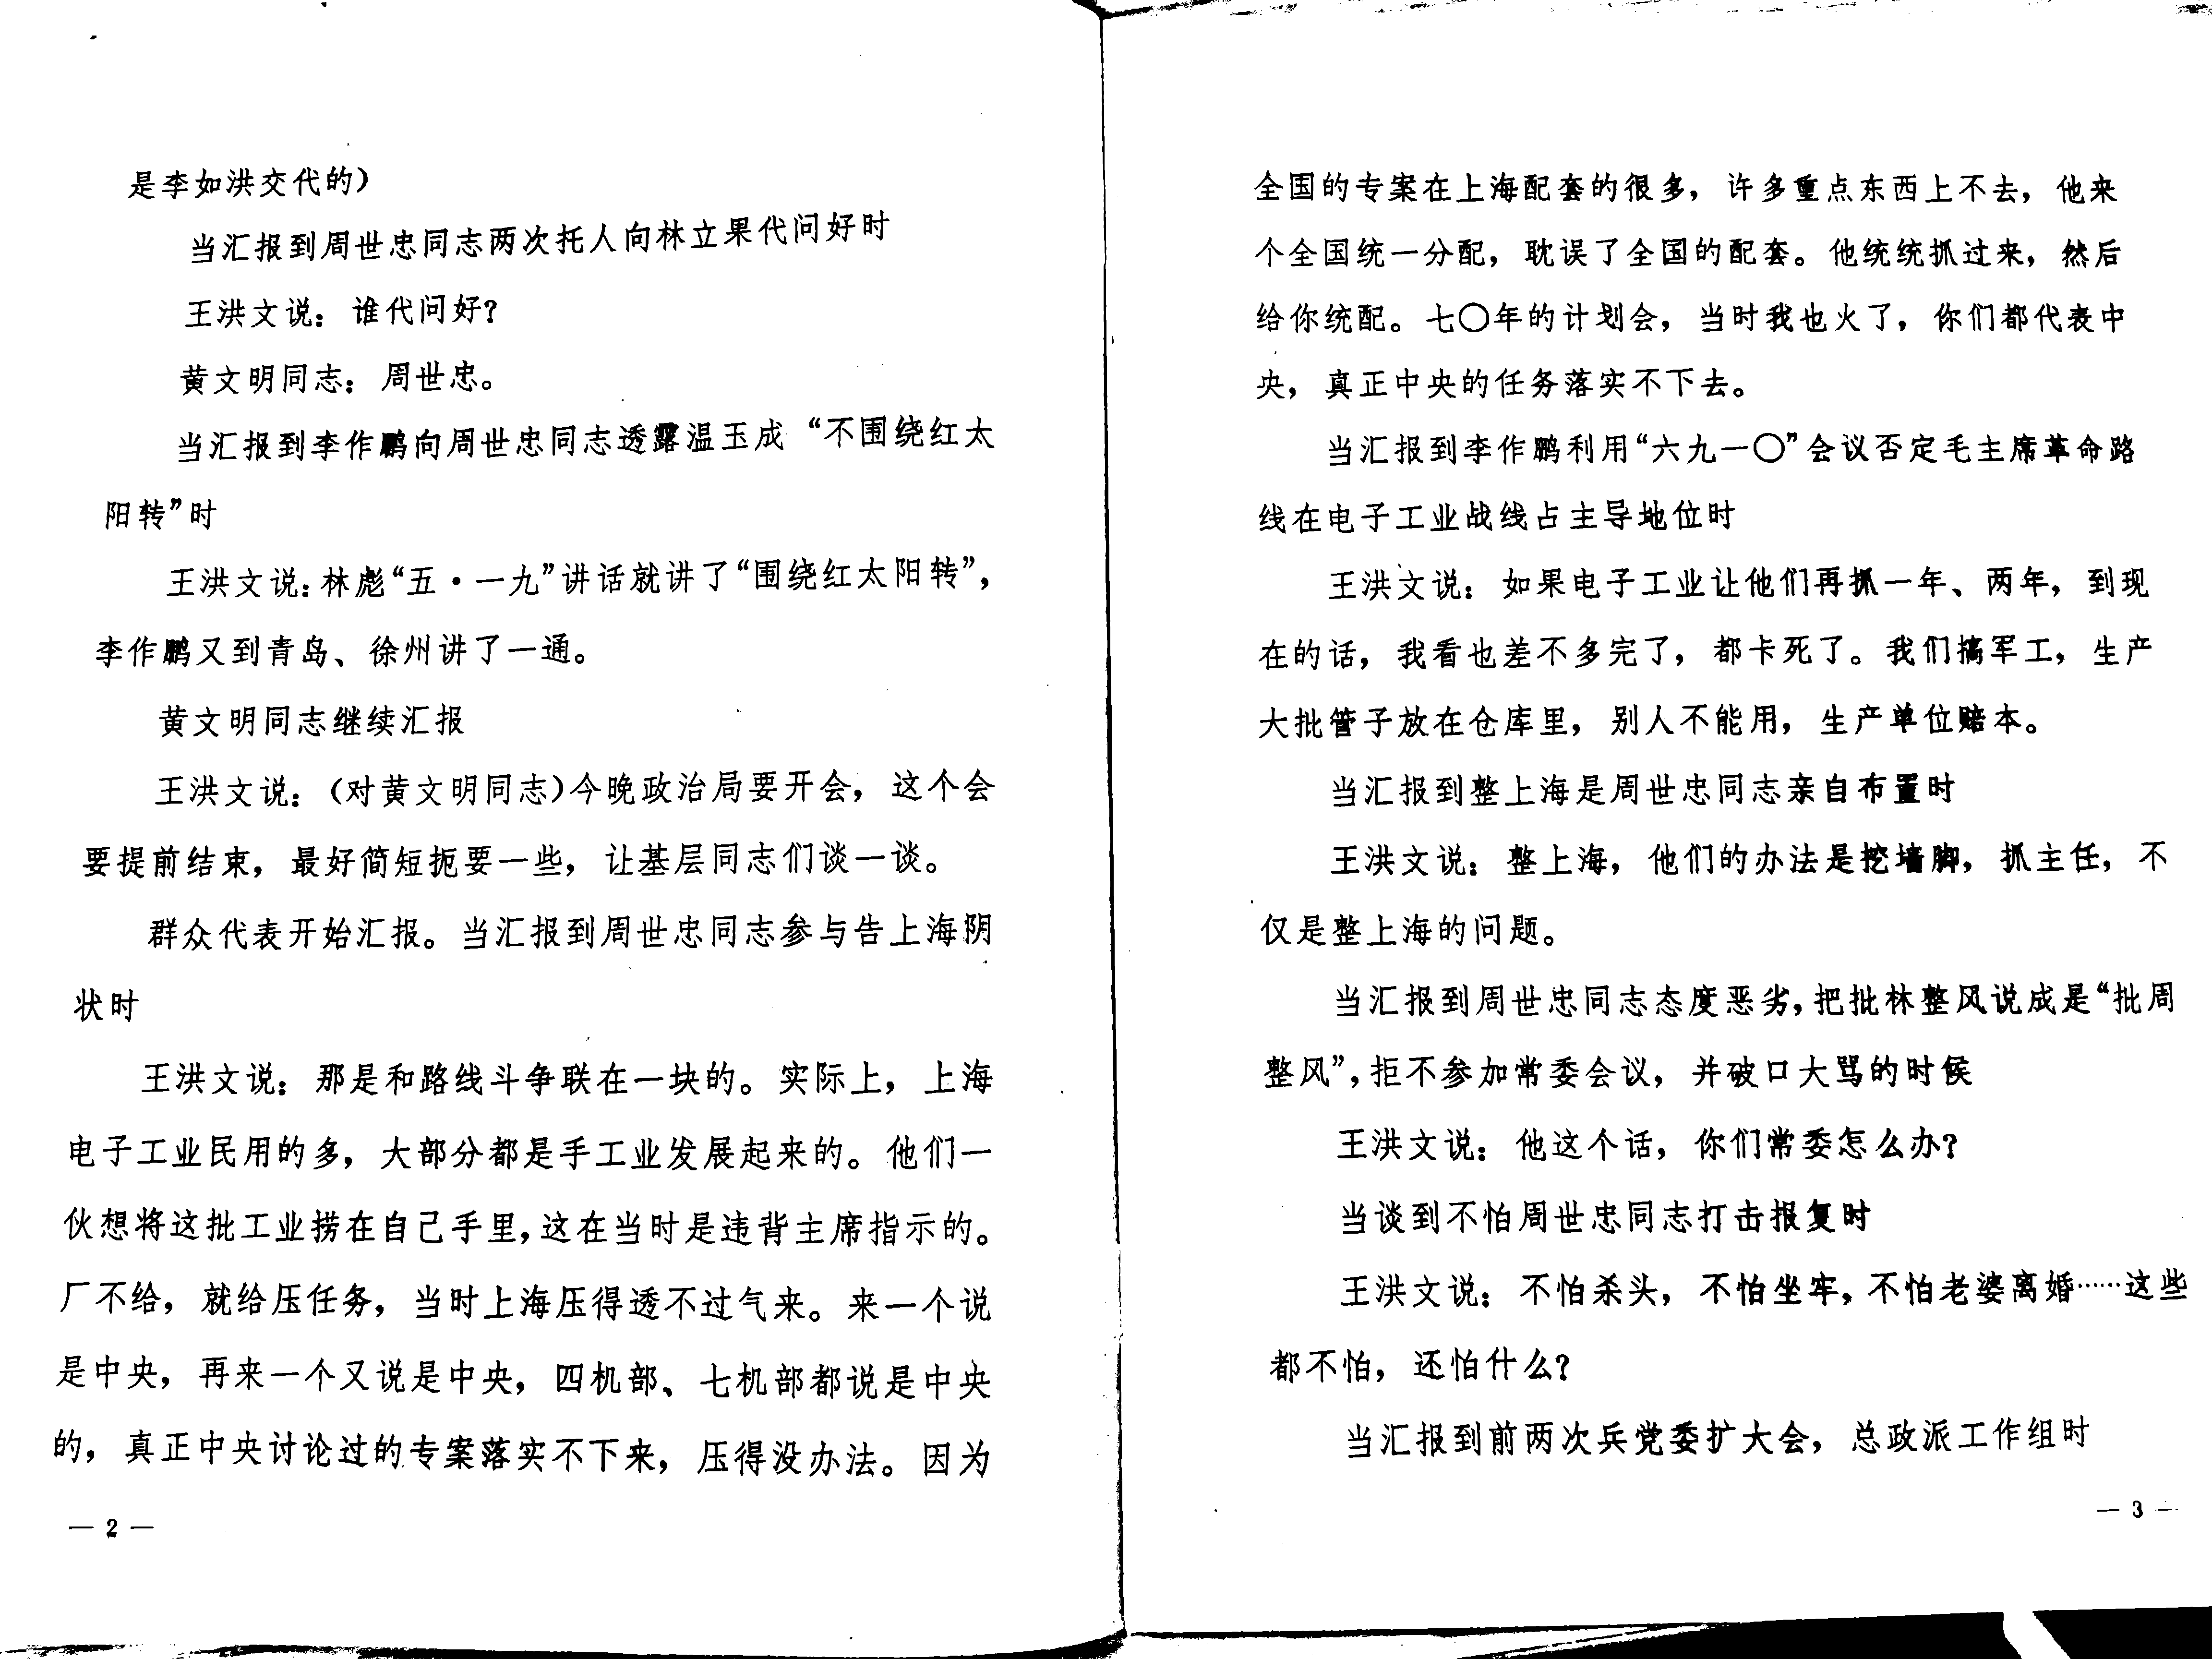 是李如洪交代的）
当汇报到周世忠同志两次托人向林立果代问好时
王洪文说：谁代问好？
黄文明同志：周世忠。
当汇报到李作鹏向周世忠同志透露温玉成“不围绕红太
阳转”时
王洪文说：林彪“五·一九”讲话就讲了“围绕红太阳转”，
李作鹏又到青岛、徐州讲了一通。
黄文明同志继续汇报
王洪文说：（对黄文明同志）今晚政治局要开会，这个会
要提前结束，最好简短扼要一些，让基层同志们谈一谈。
群众代表开始汇报。当汇报到周世忠同志参与告上海阴
状时
王洪文说：那是和路线斗争联在一块的。实际上，上海
电子工业民用的多，大部分都是手工业发展起来的。他们一
伙想将这批工业捞在自己手里，这在当时是违背主席指示的。
厂不给，就给压任务，当时上海压得透不过气来。来一个说
是中央，再来一个又说是中央，四机部、七机部都说是中央
的，真正中央讨论过的专案落实不下来，压得没办法。因为
— 2 —
全国的专案在上海配套的很多，许多重点东西上不去，他来
个全国统一分配，耽误了全国的配套。他统统抓过来，然后
给你统配。七〇年的计划会，当时我也火了，你们都代表中
央，真正中央的任务落实不下去。
当汇报到李作鹏利用“六九一〇”会议否定毛主席革命路
线在电子工业战线占主导地位时
王洪文说：如果电子工业让他们再抓一年、两年，到现
在的话，我看也差不多完了，都卡死了。我们搞军工，生产
大批管子放在仓库里，别人不能用，生产单位赔本。
当汇报到整上海是周世忠同志亲自布置时
王洪文说：整上海，他们的办法是挖墙脚，抓主任，不
仅是整上海的问题。
当汇报到周世忠同志态度恶劣，把批林整风说成是“批周
整风”，拒不参加常委会议，并破口大骂的时候
王洪文说：他这个话，你们常委怎么办？
当谈到不怕周世忠同志打击报复时
王洪文说：不怕杀头，不怕坐牢，不怕老婆离婚……这些
都不怕，还怕什么？
当汇报到前两次兵党委扩大会，总政派工作组时
— 3 —